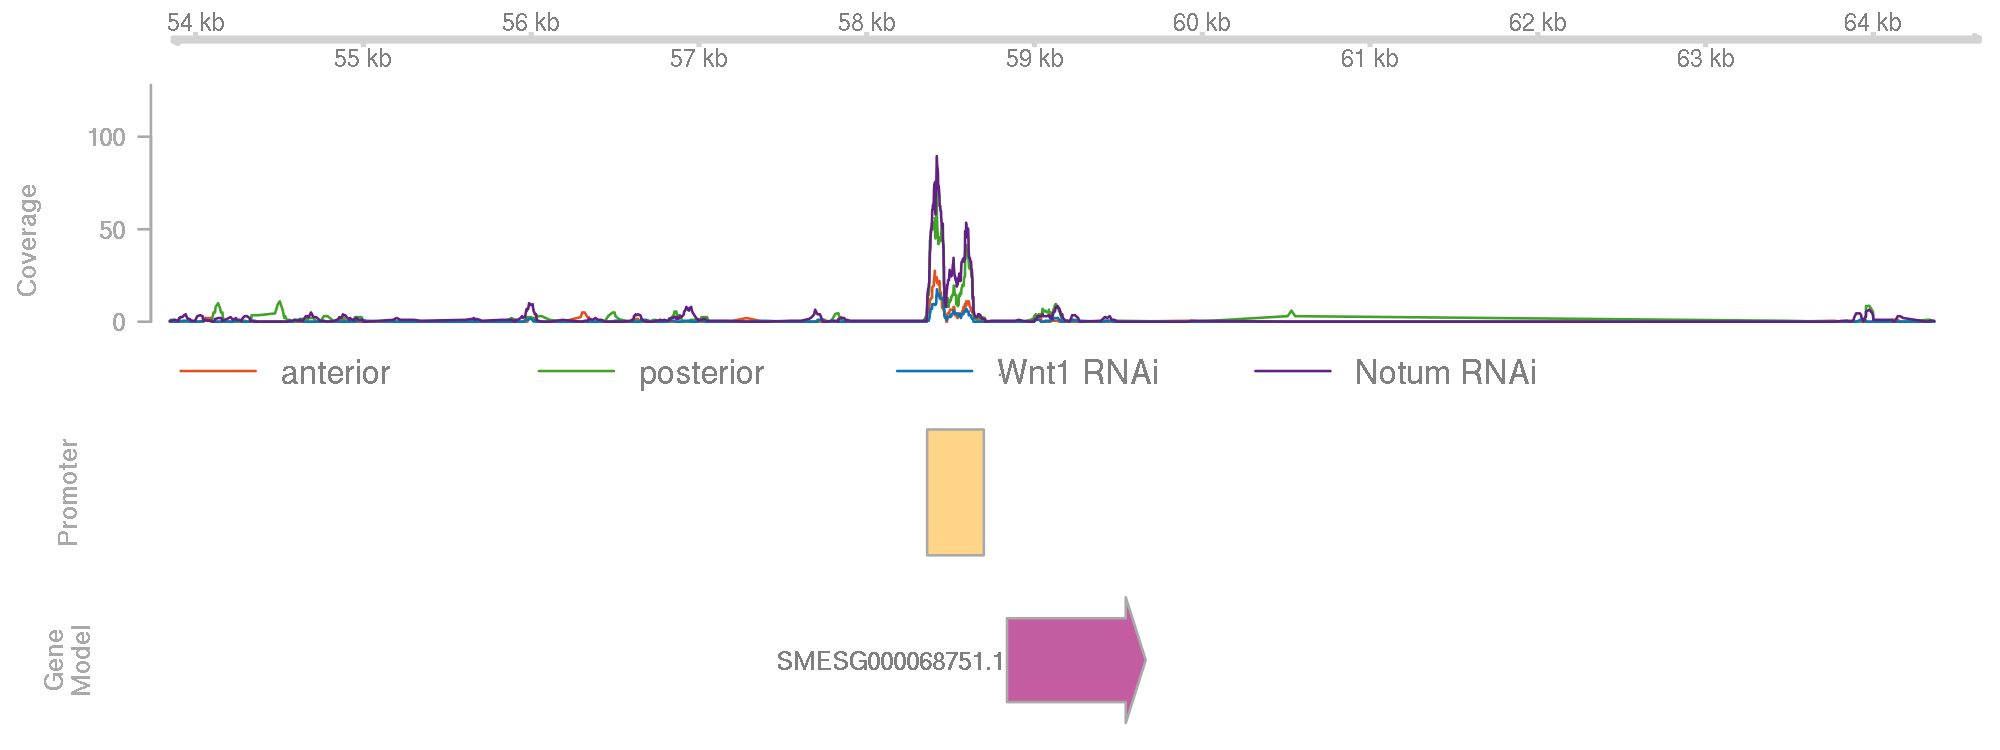 54 kb 56 kb 58 kb 60 kb 62 kb 64 kb
55 kb 57 kb 59 kb 61 kb 63 kb
Coverage
100
50
0
anterior posterior Wnt1 RNAi Notum RNAi
Promoter
Gene
Model
SMESG000068751.1